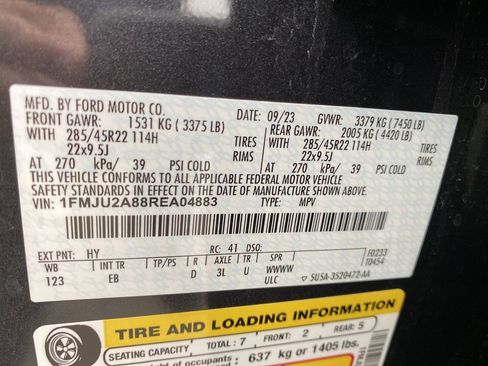 MFD. BY FORD MOTOR CO. 09/23 GVWR: 3379 KG (7450 LB)
FRONT GAWR: 1531 KG (3375 LB) REAR GAWR: 2005 KG (4420 LB)
WITH 285/45R22 114H TIRES WITH 285/45R22 114H TIRES
22x9.5J RIMS 22x9.5J RIMS
AT 270 kPa/ 39 PSI COLD AT 270 kPa/ 39 PSI COLD
THIS VEHICLE CONFORMS TO ALL APPLICABLE FEDERAL MOTOR VEHICLE
SAFETY STANDARDS IN EFFECT ON THE DATE OF MANUFACTURE SHOWN ABOVE.
VIN: 1FMJU2A88REA04883 TYPE: MPV
EXT PNT: HY RC: 41 DSO: F0233
WB INT TR TP/PS R AXLE TR SPR T0454
123 EB D 3L U WWWW
ULC 5U5A-3520472-AA
TIRE AND LOADING INFORMATION
SEATING CAPACITY TOTAL: 7 FRONT: 2 REAR: 5
weight of occupants 637 kg or 1405 lbs.